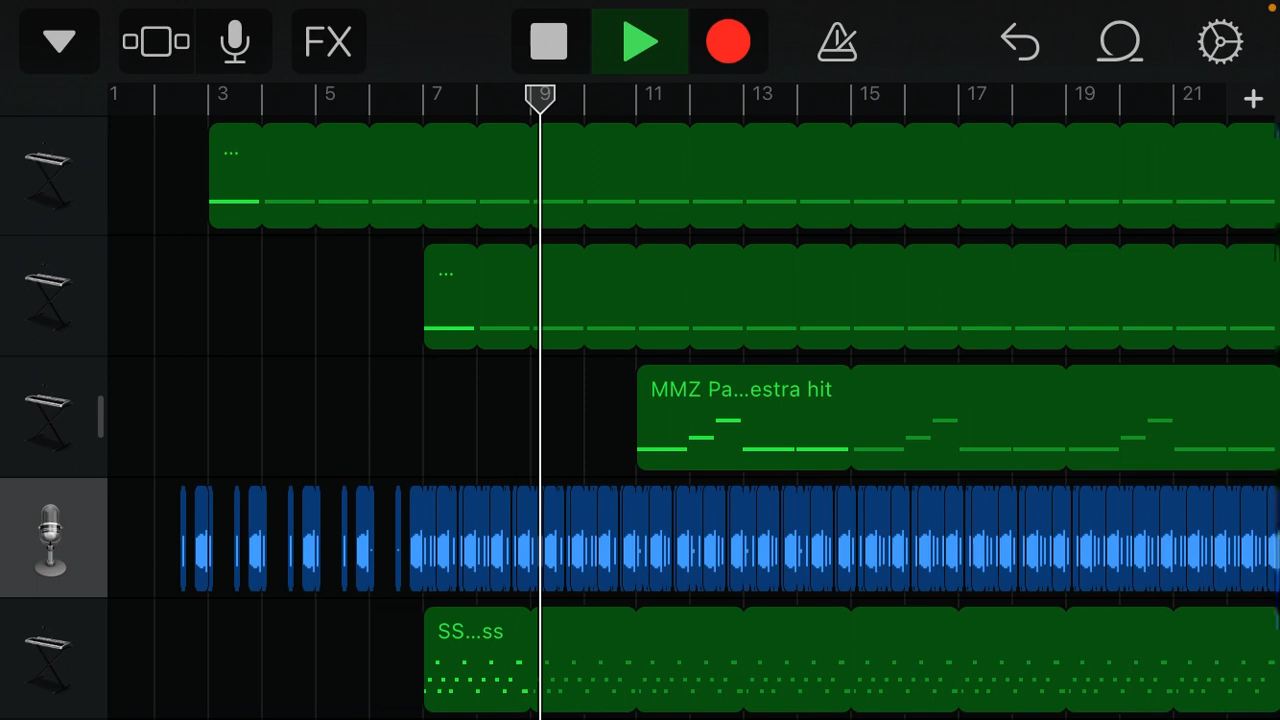 FX
1 3 5 7 9 11 13 15 17 19 21 +
...
...
MMZ Pa...estra hit
SS...ss